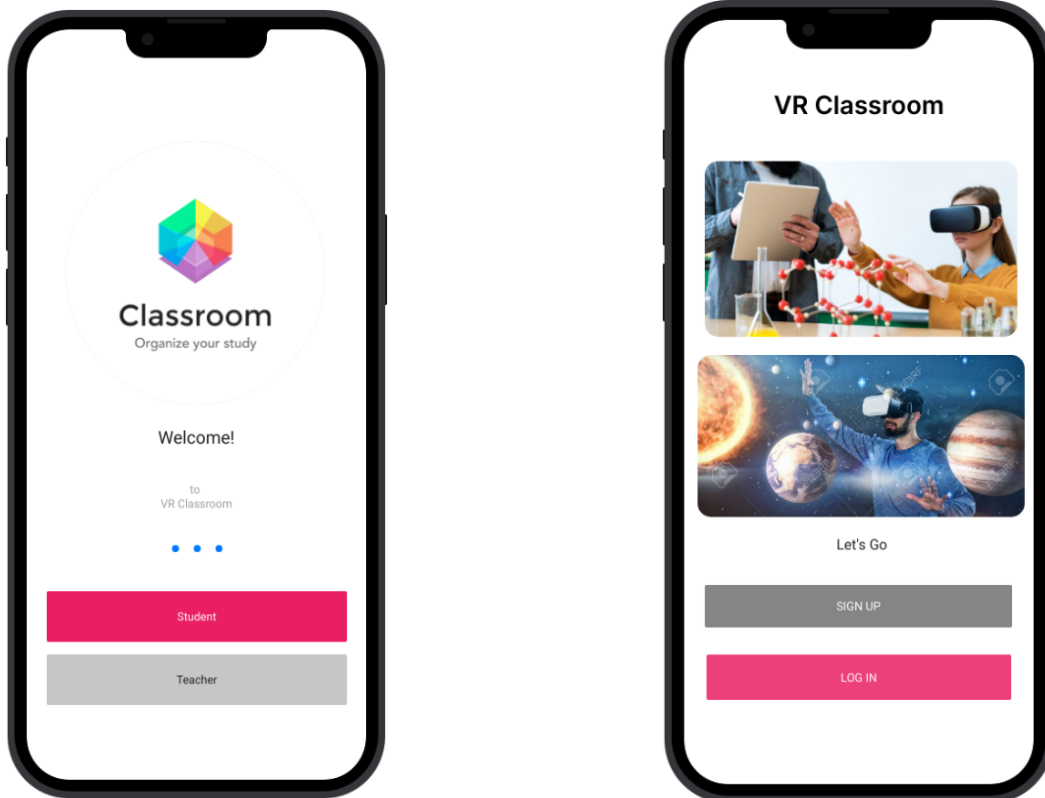 Classroom
Organize your study
Welcome!
to
VR Classroom
Student
Teacher
VR Classroom
Let's Go
SIGN UP
LOG IN